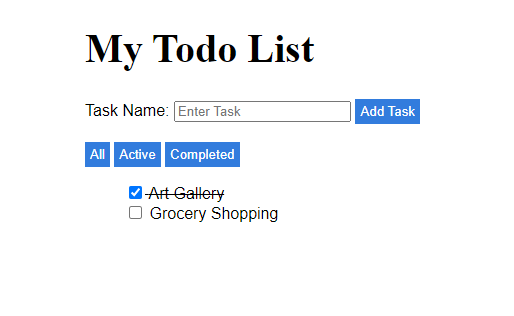 My Todo List
Task Name: Enter Task Add Task
All Active Completed
Art Gallery
Grocery Shopping